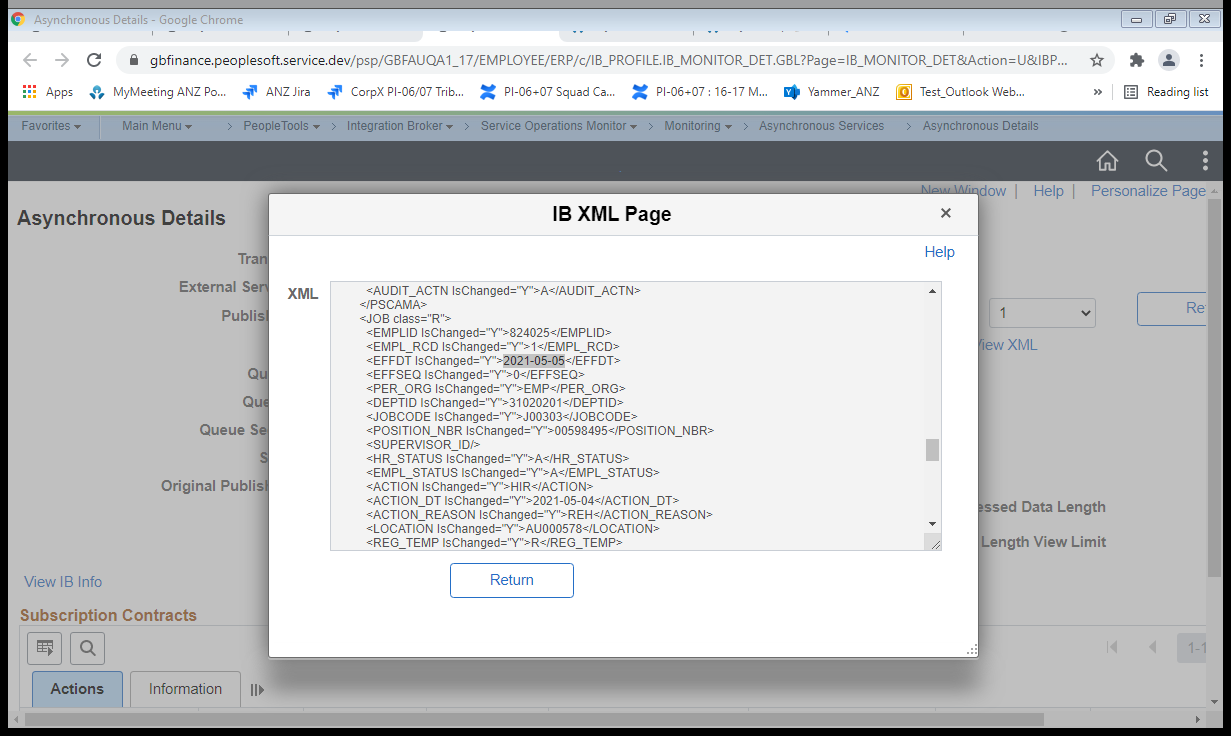 Asynchronous Details - Google Chrome
gbfinance.peoplesoft.service.dev/psp/GBFAUQA1_17/EMPLOYEE/ERP/c/IB_PROFILE.IB_MONITOR_DET.GBL?Page=IB_MONITOR_DET&Action=U&IBP...
Apps MyMeeting ANZ Po... ANZ Jira CorpX PI-06/07 Trib... PI-06+07 Squad Ca... PI-06+07 : 16-17 M... Yammer_ANZ Test_Outlook Web... » Reading list
Favorites Main Menu > PeopleTools > Integration Broker > Service Operations Monitor > Monitoring > Asynchronous Services > Asynchronous Details
New Window | Help | Personalize Page
Asynchronous Details
IB XML Page
×
Help
Tran
External Serv
Publish
Qu
Que
Queue Se
S
Original Publish
XML
<AUDIT_ACTN IsChanged="Y">A</AUDIT_ACTN>
</PSCAMA>
<JOB class="R">
<EMPLID IsChanged="Y">824025</EMPLID>
<EMPL_RCD IsChanged="Y">1</EMPL_RCD>
<EFFDT IsChanged="Y">2021-05-05</EFFDT>
<EFFSEQ IsChanged="Y">0</EFFSEQ>
<PER_ORG IsChanged="Y">EMP</PER_ORG>
<DEPTID IsChanged="Y">31020201</DEPTID>
<JOBCODE IsChanged="Y">J00303</JOBCODE>
<POSITION_NBR IsChanged="Y">00598495</POSITION_NBR>
<SUPERVISOR_ID/>
<HR_STATUS IsChanged="Y">A</HR_STATUS>
<EMPL_STATUS IsChanged="Y">A</EMPL_STATUS>
<ACTION IsChanged="Y">HIR</ACTION>
<ACTION_DT IsChanged="Y">2021-05-04</ACTION_DT>
<ACTION_REASON IsChanged="Y">REH</ACTION_REASON>
<LOCATION IsChanged="Y">AU000578</LOCATION>
<REG_TEMP IsChanged="Y">R</REG_TEMP>
1
Re
View XML
essed Data Length
Length View Limit
Return
View IB Info
Subscription Contracts
1-1
Actions Information